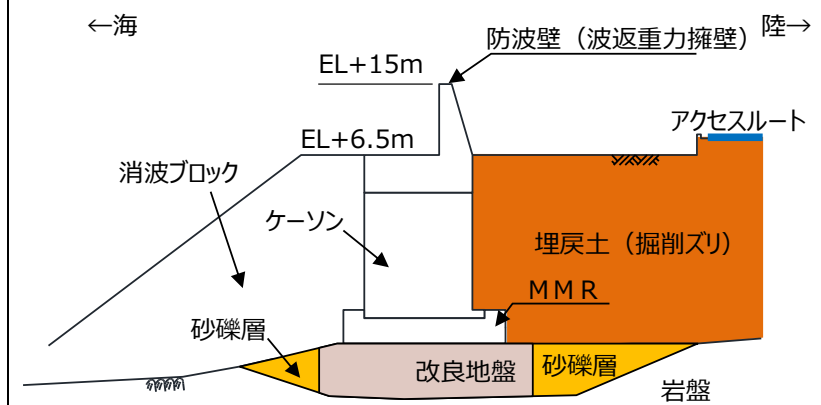 ←海
防波壁（波返重力擁壁）
陸→
EL+15m
アクセスルート
EL+6.5m
消波ブロック
ケーソン
埋戻土（掘削ズリ）
ＭＭＲ
砂礫層
改良地盤
砂礫層
岩盤